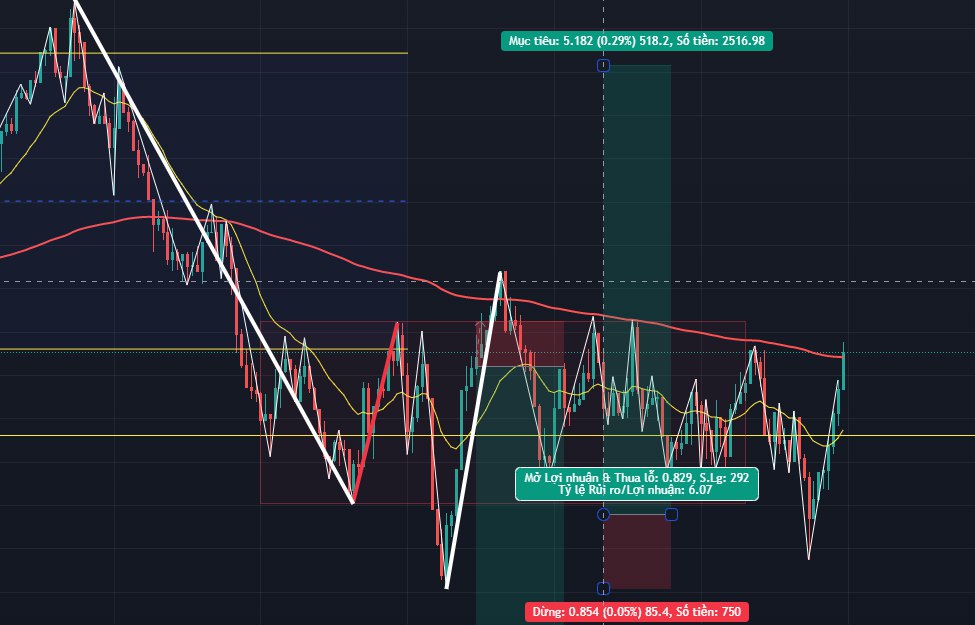 Mục tiêu: 5.182 (0.29%) 518.2, Số tiền: 2516.98
Mở Lợi nhuận & Thua lỗ: 0.829, S.Lg: 292
Tỷ lệ Rủi ro/Lợi nhuận: 6.07
Dừng: 0.854 (0.05%) 85.4, Số tiền: 750